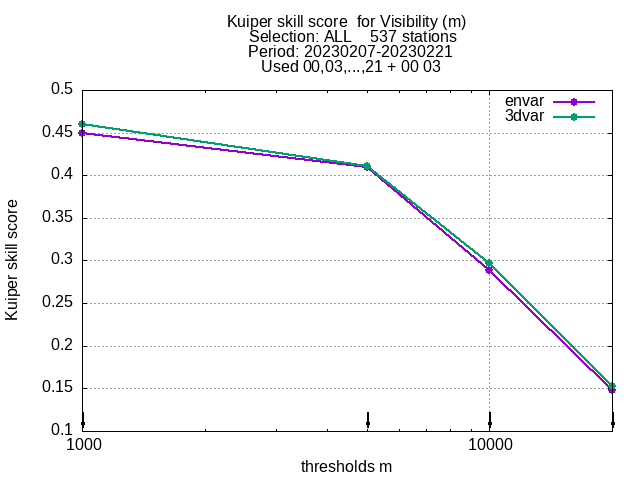 Kuiper skill score  for Visibility (m)
Selection: ALL    537 stations
Period: 20230207-20230221
Used 00,03,...,21 + 00 03
envar
3dvar
0.5
0.45
0.4
0.35
0.3
0.25
0.2
0.15
0.1
Kuiper skill score
1000
10000
thresholds m